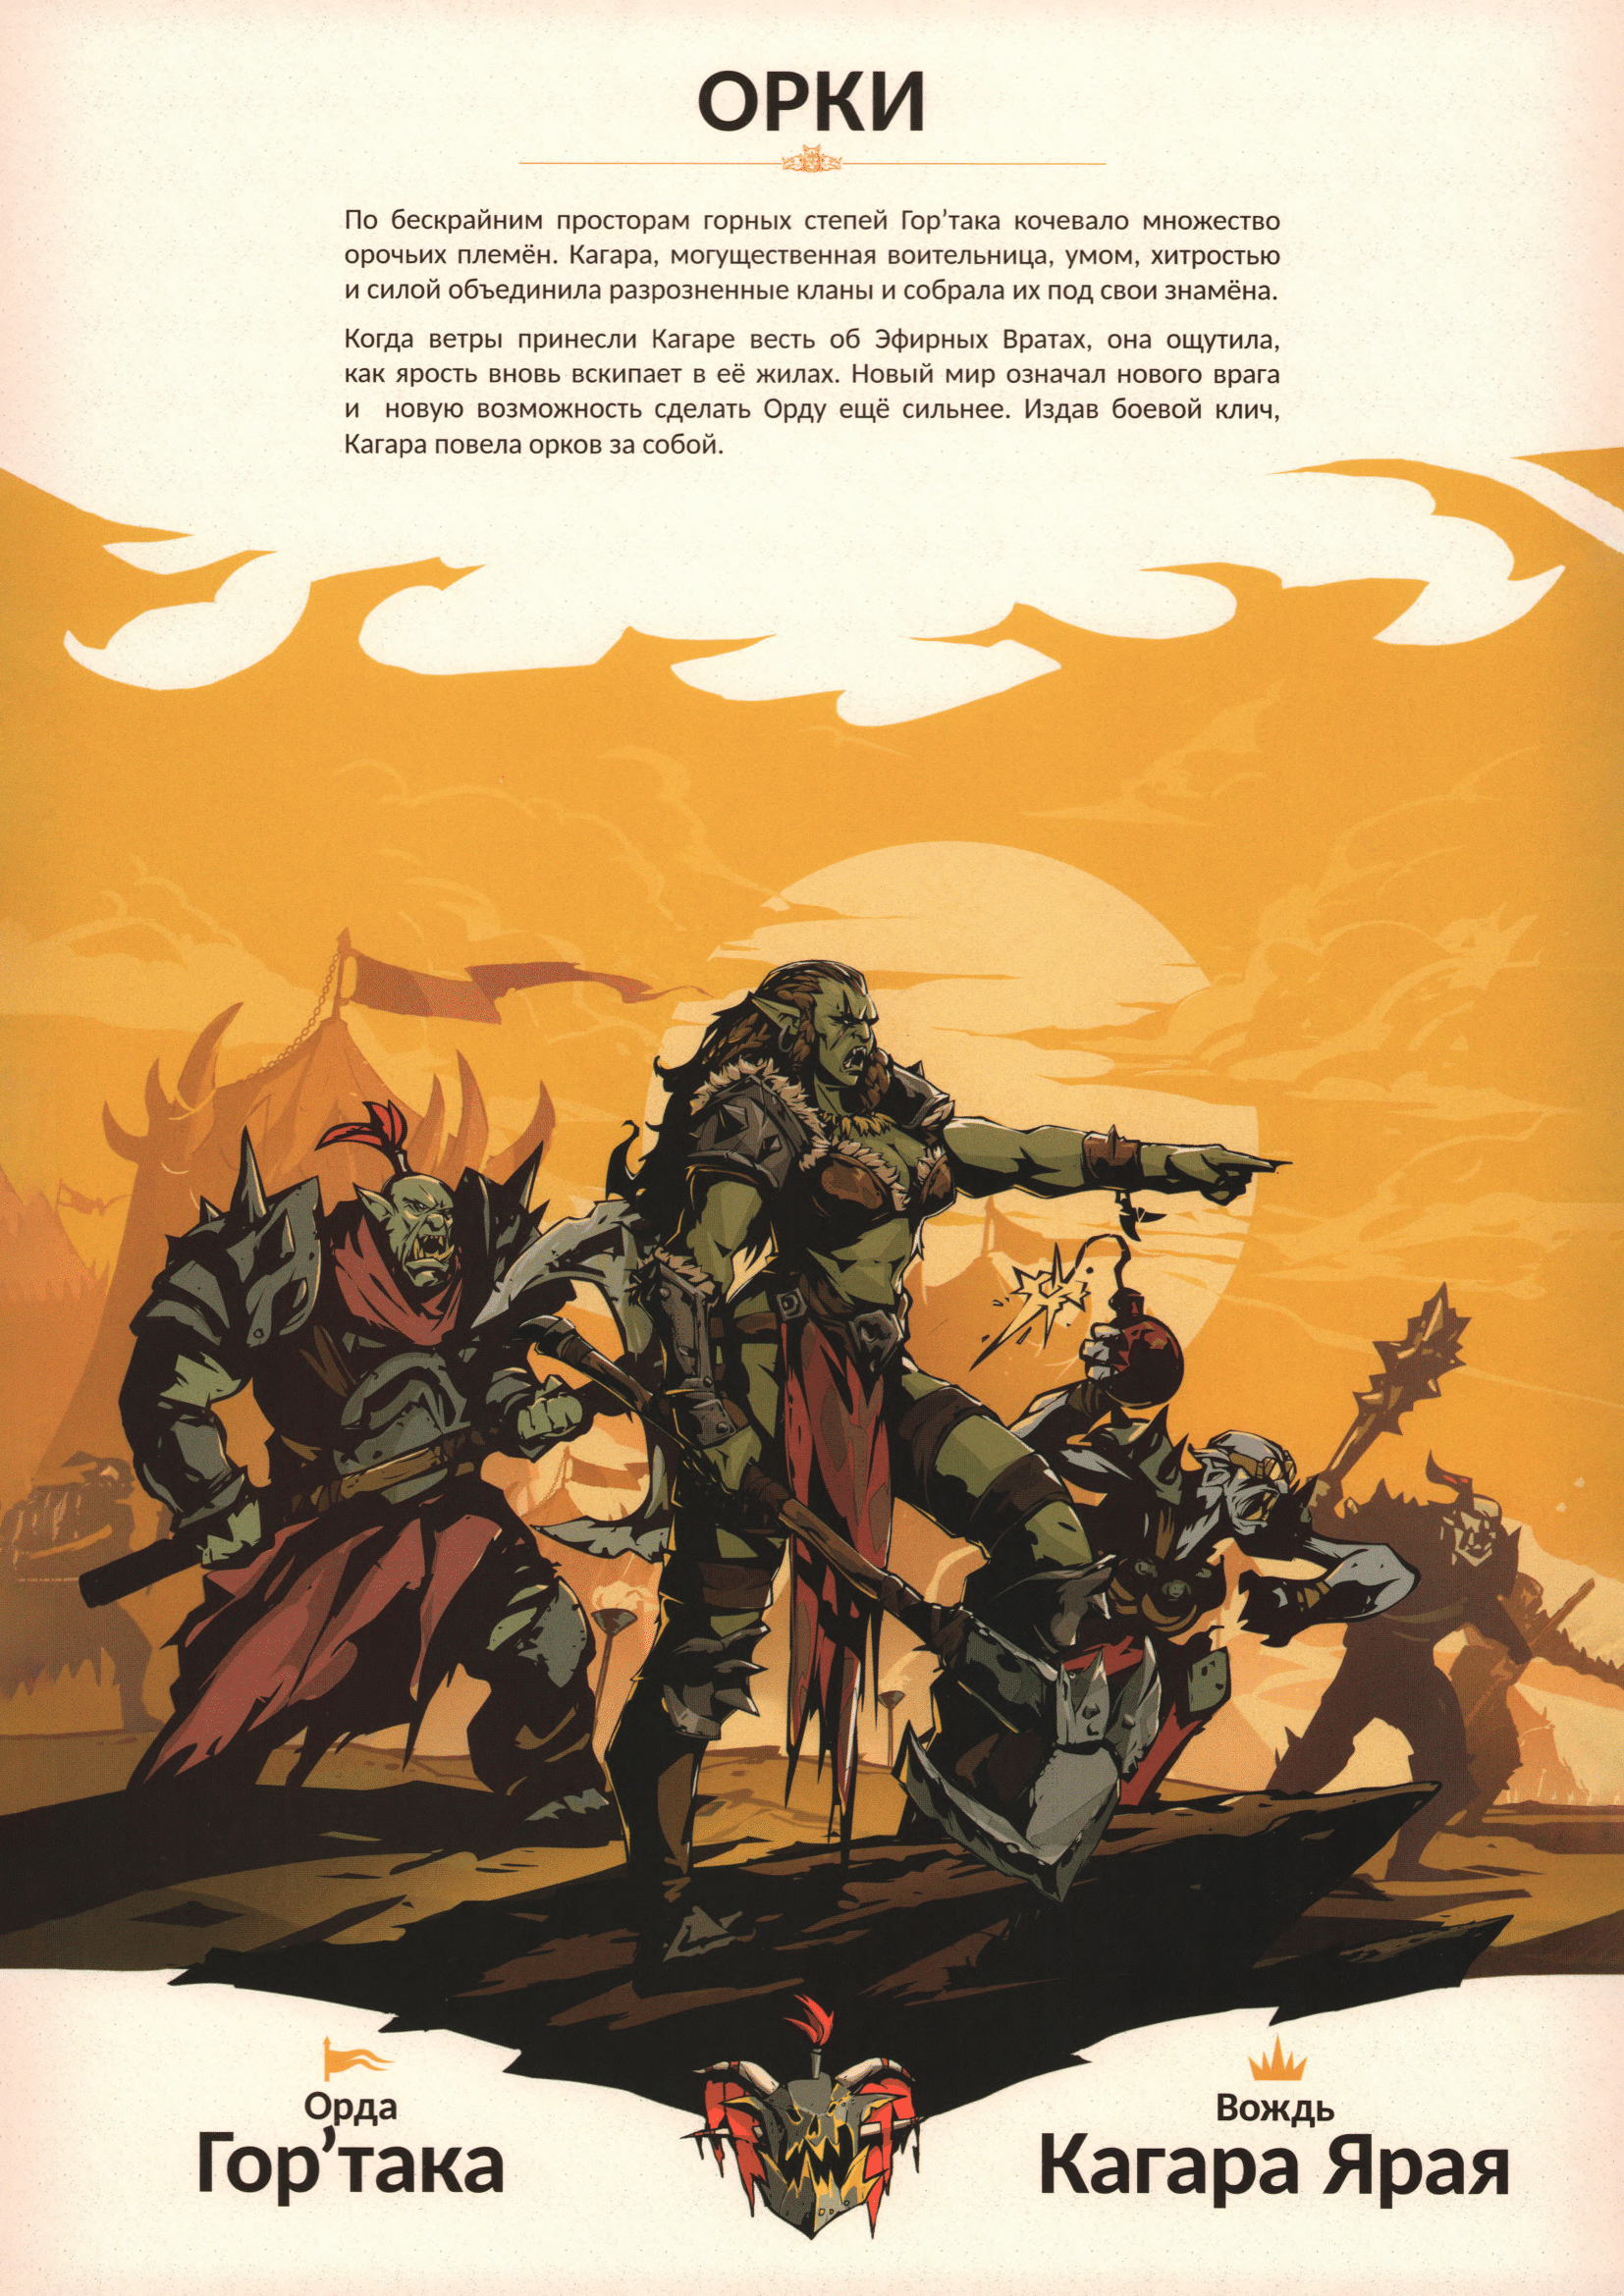 ОРКИ
По бескрайним просторам горных степей Гор’така кочевало множество
орочьих племён. Кагара, могущественная воительница, умом, хитростью
и силой объединила разрозненные кланы и собрала их под свои знамёна.
Когда ветры принесли Кагаре весть об Эфирных Вратах, она ощутила,
как ярость вновь вскипает в её жилах. Новый мир означал нового врага
и новую возможность сделать Орду ещё сильнее. Издав боевой клич,
Кагара повела орков за собой.
Орда
Гор’така
Вождь
Кагара Ярая